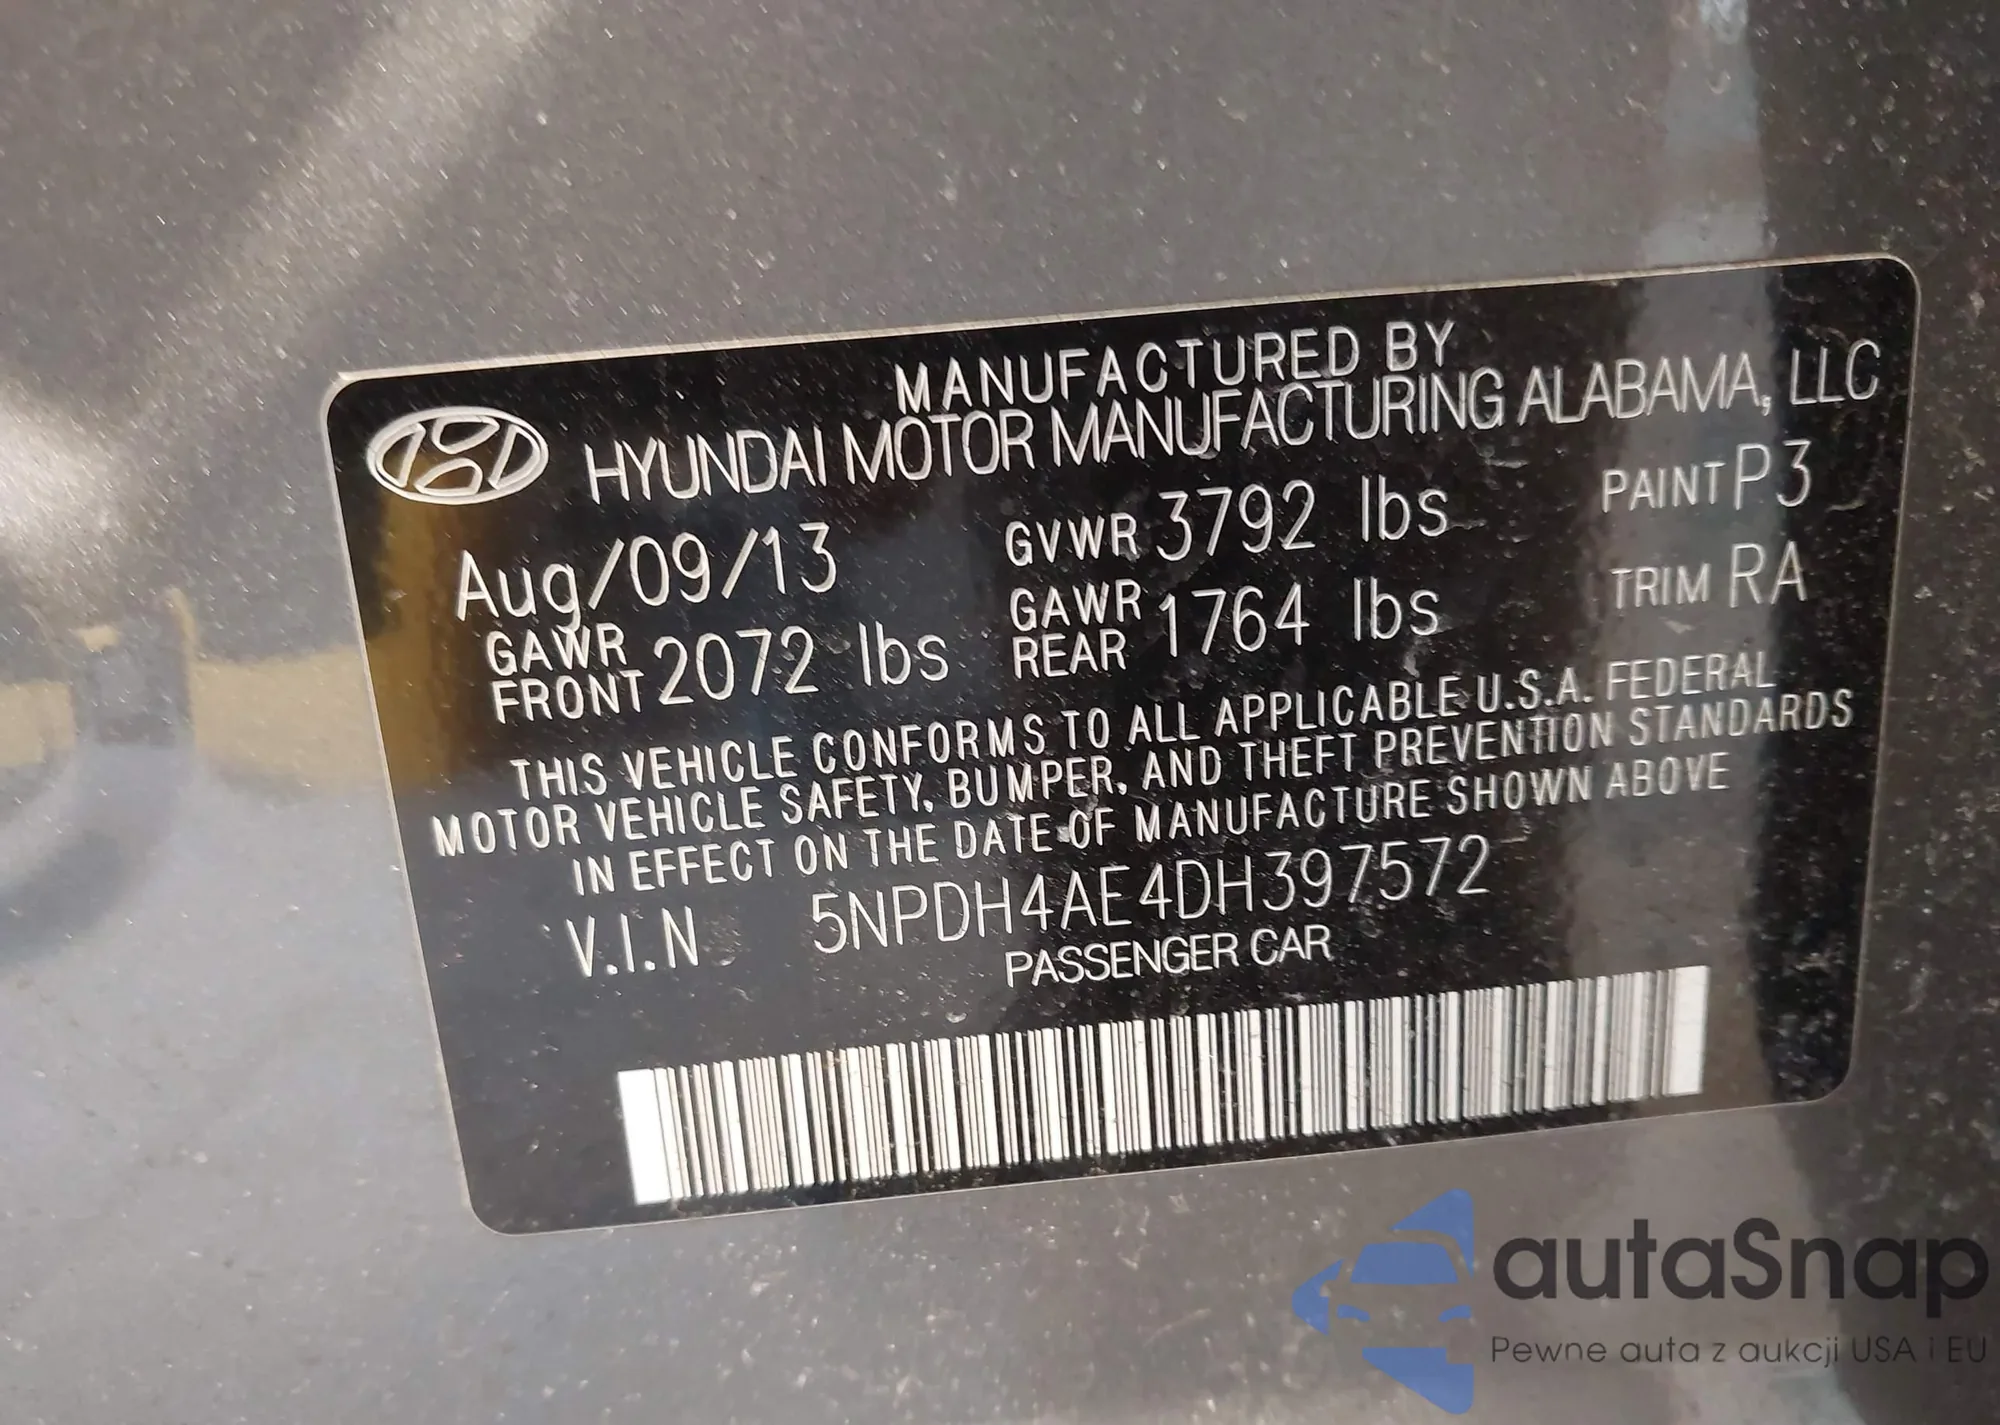 MANUFACTURED BY
HYUNDAI MOTOR MANUFACTURING ALABAMA, LLC
Aug/09/13 GVWR 3792 lbs PAINT P3
GAWR FRONT 2072 lbs GAWR REAR 1764 lbs TRIM RA
THIS VEHICLE CONFORMS TO ALL APPLICABLE U.S.A. FEDERAL
MOTOR VEHICLE SAFETY, BUMPER, AND THEFT PREVENTION STANDARDS
IN EFFECT ON THE DATE OF MANUFACTURE SHOWN ABOVE
V.I.N 5NPDH4AE4DH397572
PASSENGER CAR
autaSnap
Pewne auta z aukcji USA i EU